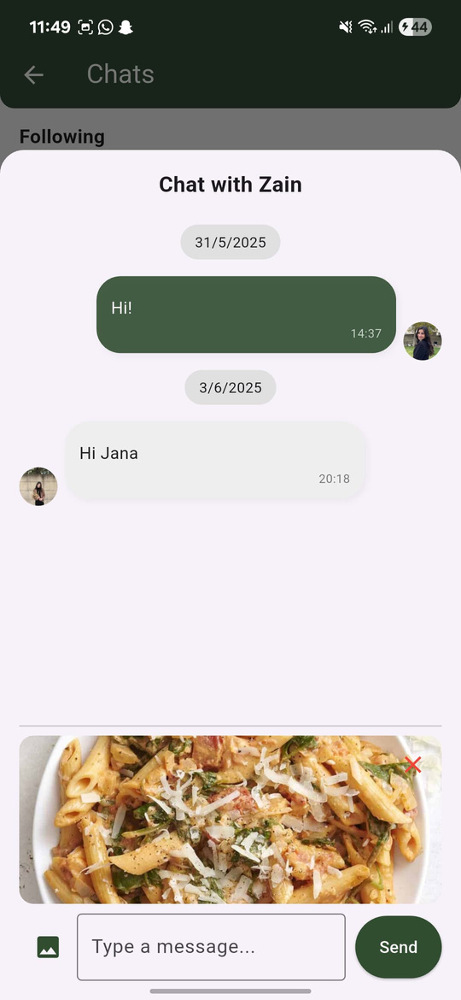 11:49
44
Chats
Following
Chat with Zain
31/5/2025
Hi!
14:37
3/6/2025
Hi Jana
20:18
Type a message...
Send